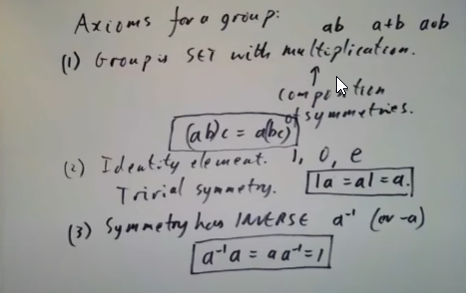 Axioms for a group:
ab a+b a∘b
(1) Group is SET with multiplication.
↑
composition
of symmetries.
(ab)c = a(bc)
(2) Identity element. 1, 0, e
Trivial symmetry. 1a = a1 = a.
(3) Symmetry has INVERSE a⁻¹ (or -a)
a⁻¹a = aa⁻¹ = 1